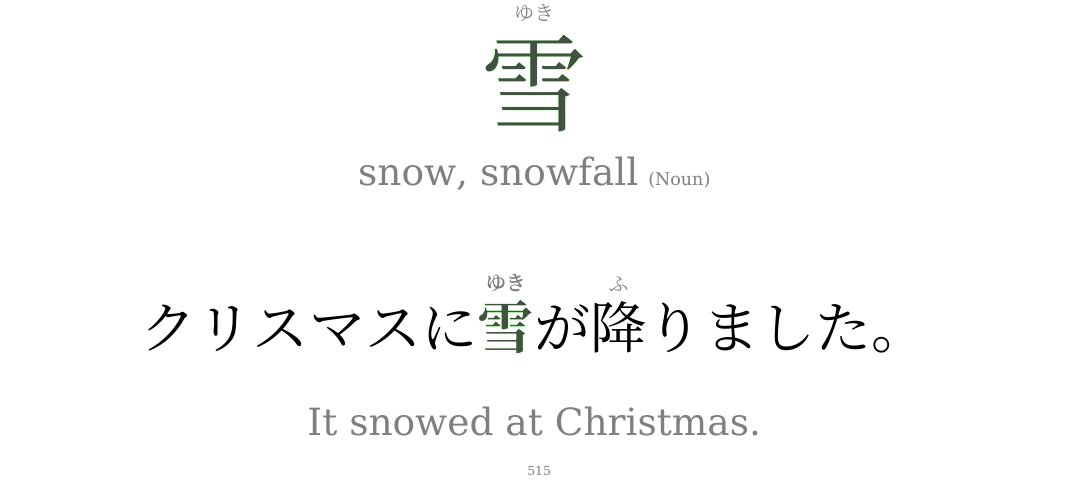 ゆき
雪
snow, snowfall (Noun)
ゆき ふ
クリスマスに雪が降りました。
It snowed at Christmas.
515